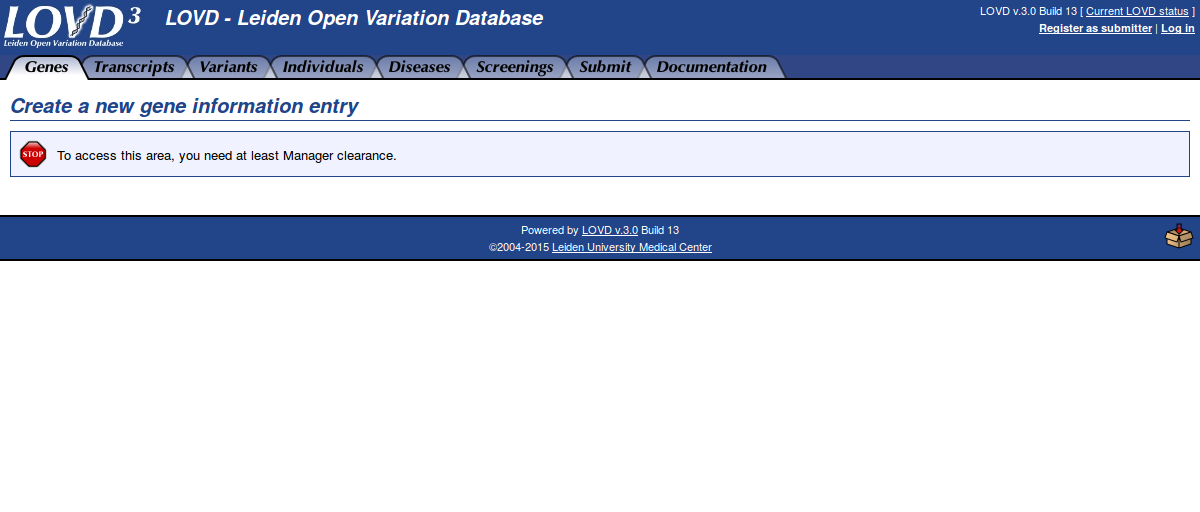 LOVD 3
Leiden Open Variation Database
LOVD - Leiden Open Variation Database
LOVD v.3.0 Build 13 [ Current LOVD status ]
Register as submitter | Log in
Genes Transcripts Variants Individuals Diseases Screenings Submit Documentation
Create a new gene information entry
STOP To access this area, you need at least Manager clearance.
Powered by LOVD v.3.0 Build 13
©2004-2015 Leiden University Medical Center